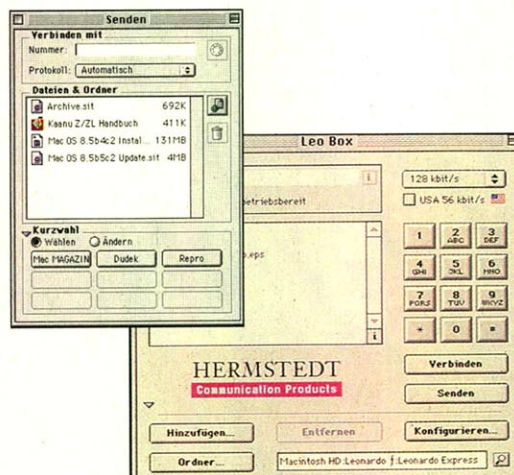 Senden
Verbinden mit
Nummer:
Protokoll: Automatisch
Dateien & Ordner
Archive.sit 692K
Kaanu Z/ZL Handbuch 411K
Mac OS 8.5b4c2 Instal... 131MB
Mac OS 8.5b5c2 Update.sit 4MB
Kurzwahl
Wählen Ändern
Mac MAGAZIN Dudek Repro
Leo Box
i
128 kbit/s
etriebsbereit
USA 56 kbit/s
.eps
1 2 ABC 3 DEF
4 GHI 5 JKL 6 MNO
7 PQRS 8 TUV 9 WXYZ
* 0
i
HERMSTEDT
Communication Products
Verbinden
Senden
Hinzufügen... Entfernen Konfigurieren...
Ordner... Macintosh HD:Leonardo ƒ:Leonardo Express